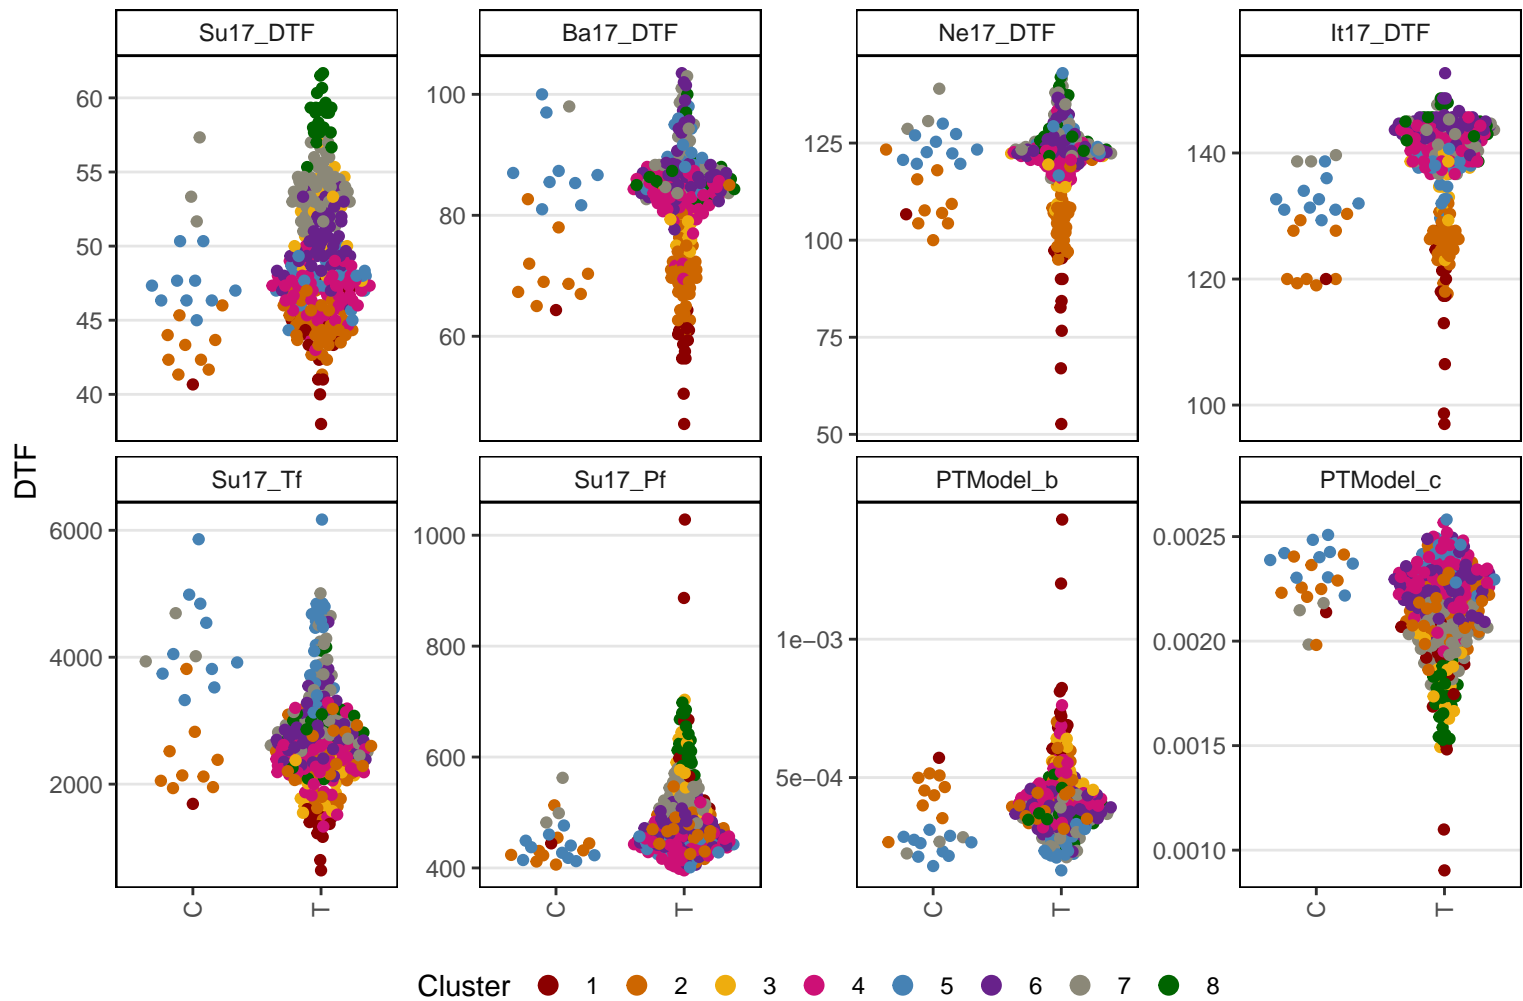 Su17_DTF
Ba17_DTF
Ne17_DTF
It17_DTF
60
55
50
45
40
100
80
60
125
100
75
50
140
120
100
DTF
Su17_Tf
Su17_Pf
PTModel_b
PTModel_c
6000
4000
2000
1000
800
600
400
1e−03
5e−04
0.0025
0.0020
0.0015
0.0010
C
T
C
T
C
T
C
T
Cluster 1 2 3 4 5 6 7 8